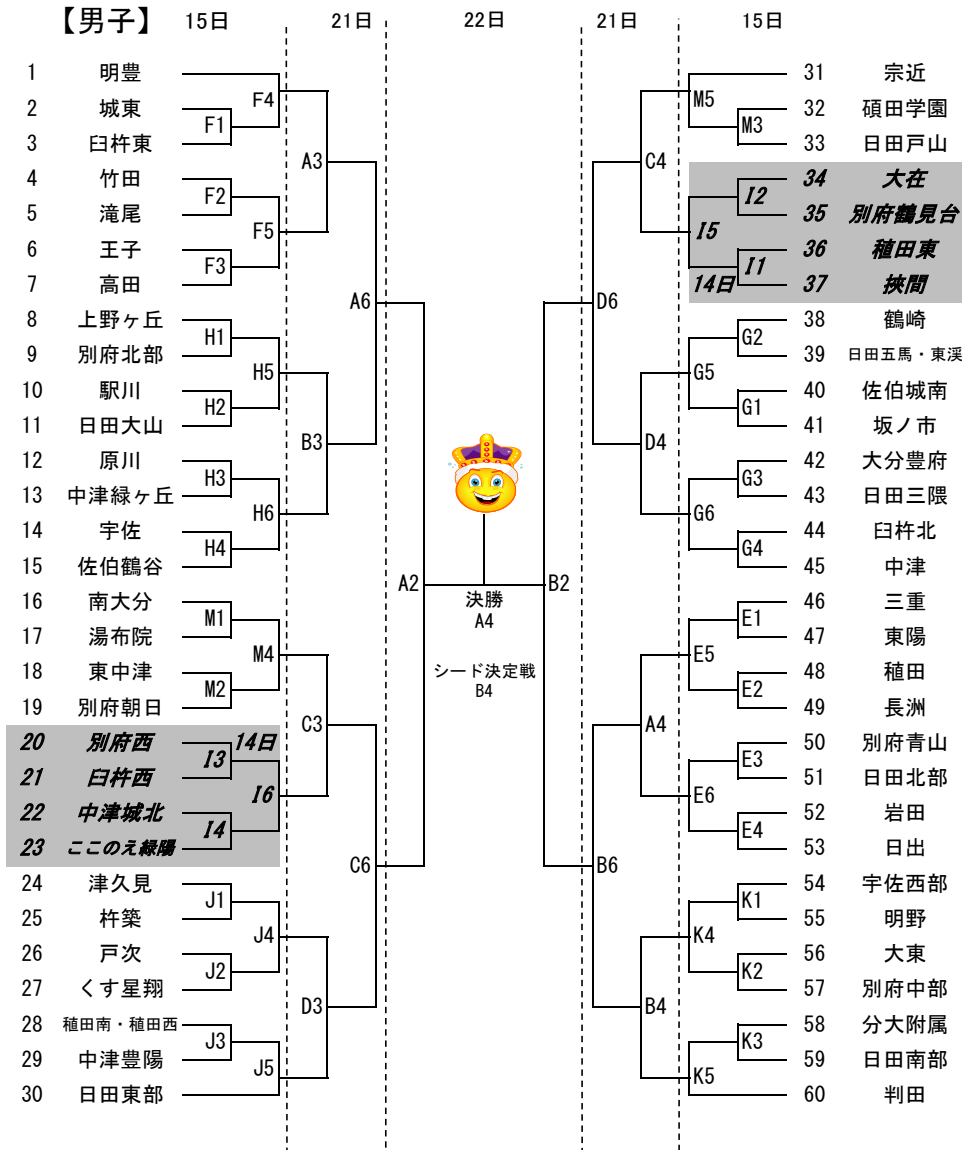 【男子】 15日 21日 22日 21日 15日
1 明豊 31 宗近
F4 M5
2 城東 32 碩田学園
F1 M3
3 臼杵東 33 日田戸山
A3 C4
4 竹田 34 大在
F2 I2
5 滝尾 35 別府鶴見台
F5 I5
6 王子 36 稙田東
F3 I1
7 高田 14日 37 挾間
A6 D6
8 上野ヶ丘 38 鶴崎
H1 G2
9 別府北部 39 日田五馬・東渓
H5 G5
10 駅川 40 佐伯城南
H2 G1
11 日田大山 41 坂ノ市
B3 D4
12 原川 42 大分豊府
H3 G3
13 中津緑ヶ丘 43 日田三隈
H6 G6
14 宇佐 44 臼杵北
H4 G4
15 佐伯鶴谷 45 中津
A2 B2
16 南大分 決勝 46 三重
M1 A4 E1
17 湯布院 47 東陽
M4 E5
18 東中津 シード決定戦 48 稙田
M2 B4 E2
19 別府朝日 49 長洲
C3 A4
20 別府西 14日 50 別府青山
I3 E3
21 臼杵西 51 日田北部
I6 E6
22 中津城北 52 岩田
I4 E4
23 ここのえ緑陽 53 日出
C6 B6
24 津久見 54 宇佐西部
J1 K1
25 杵築 55 明野
J4 K4
26 戸次 56 大東
J2 K2
27 くす星翔 57 別府中部
D3 B4
28 稙田南・稙田西 58 分大附属
J3 K3
29 中津豊陽 59 日田南部
J5 K5
30 日田東部 60 判田